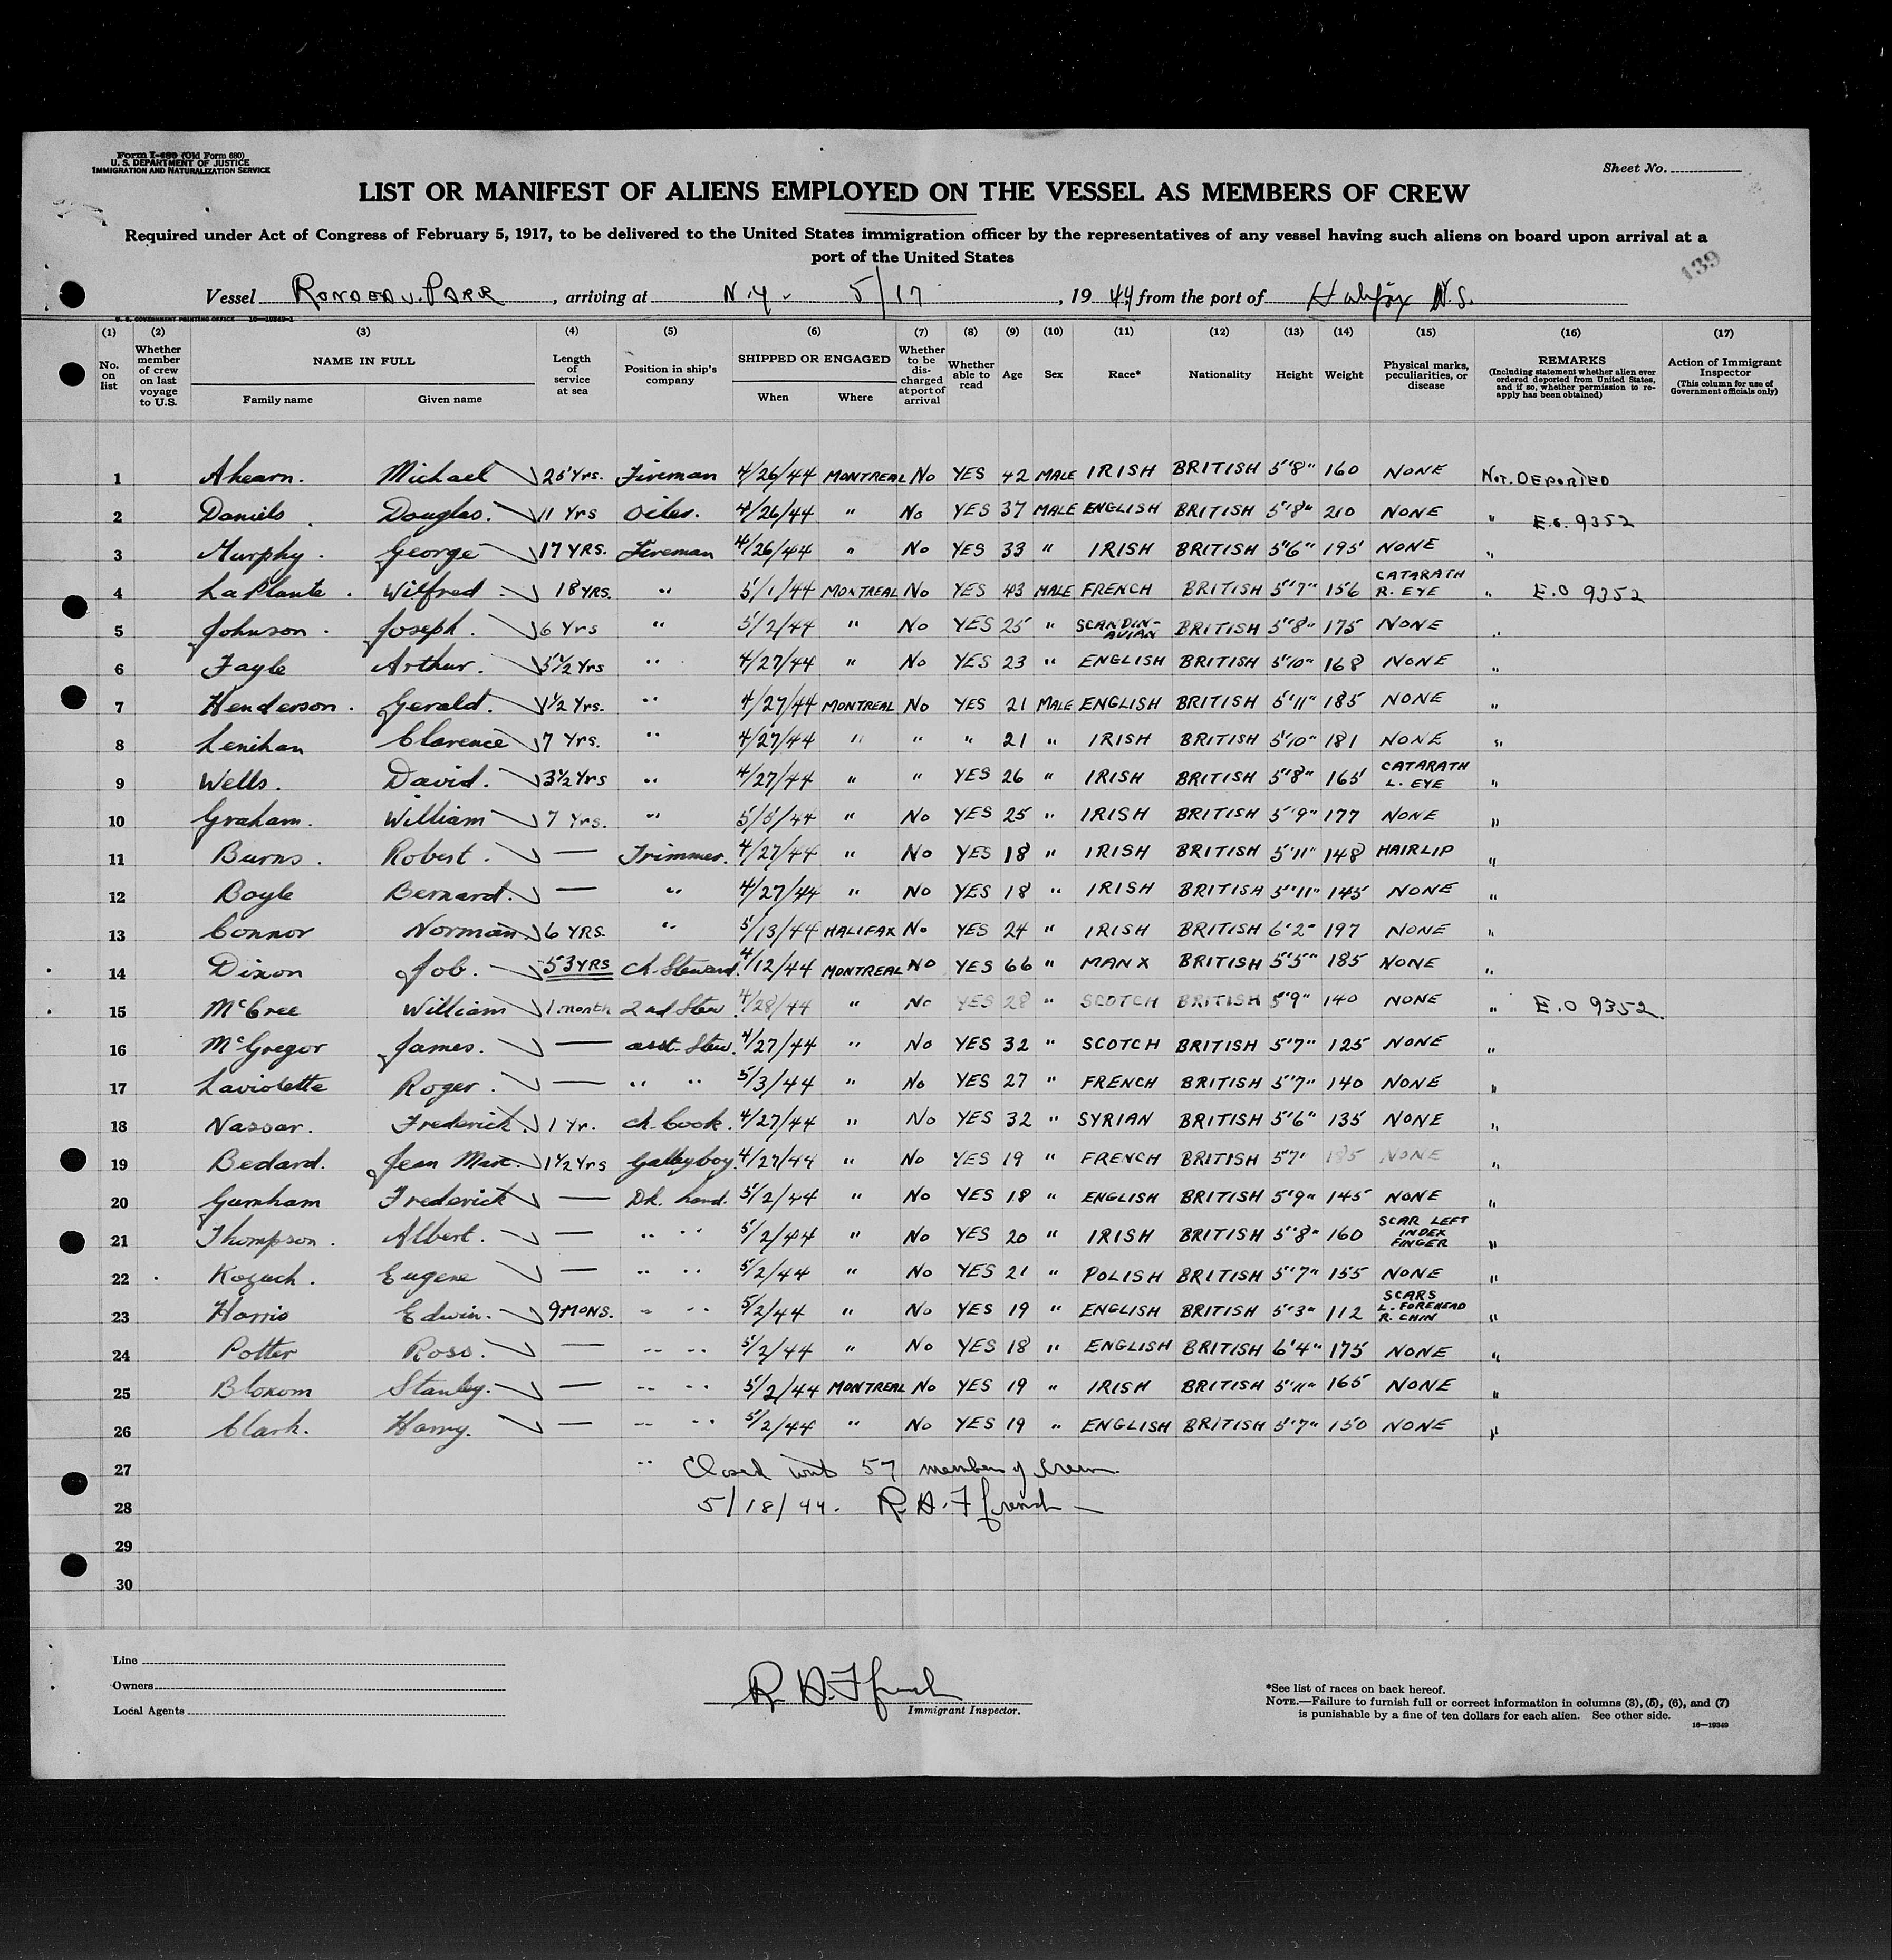 Form I-480 (Old Form 680)
U. S. DEPARTMENT OF JUSTICE
IMMIGRATION AND NATURALIZATION SERVICE
Sheet No.
LIST OR MANIFEST OF ALIENS EMPLOYED ON THE VESSEL AS MEMBERS OF CREW
Required under Act of Congress of February 5, 1917, to be delivered to the United States immigration officer by the representatives of any vessel having such aliens on board upon arrival at a
port of the United States
139
Vessel PARR, arriving at N.Y. 5/17, 1944 from the port of Halifax N.S.
U. S. GOVERNMENT PRINTING OFFICE 16—19349-1
(1) (2) (3) (4) (5) (6) (7) (8) (9) (10) (11) (12) (13) (14) (15) (16) (17)
No. on list
Whether member of crew on last voyage to U.S.
NAME IN FULL
Family name Given name
Length of service at sea
Position in ship's company
SHIPPED OR ENGAGED
When Where
Whether to be discharged at port of arrival
Whether able to read
Age
Sex
Race*
Nationality
Height
Weight
Physical marks, peculiarities, or disease
REMARKS
(Including statement whether alien ever ordered deported from United States, and if so, whether permission to reapply has been obtained)
Action of Immigrant Inspector
(This column for use of Government officials only)
1 Ahearn. Michael 25 Yrs. Fireman 4/26/44 MONTREAL No YES 42 MALE IRISH BRITISH 5'8" 160 NONE NOT. DEPORTED
2 Daniels. Douglas. 11 Yrs Oiler. 4/26/44 " No YES 37 MALE ENGLISH BRITISH 5'8" 210 NONE " E.O. 9352
3 Murphy. George 17 YRS. Fireman 4/26/44 " No YES 33 " IRISH BRITISH 5'6" 195 NONE "
4 LaPlante. Wilfred 18 YRS. " 5/1/44 MONTREAL No YES 43 MALE FRENCH BRITISH 5'7" 156 CATARATH R. EYE " E.O 9352
5 Johnson. Joseph. 6 Yrs " 5/2/44 " No YES 25 " SCANDIN-AVIAN BRITISH 5'8" 175 NONE "
6 Fayle Arthur. 5½ Yrs " 4/27/44 " No YES 23 " ENGLISH BRITISH 5'10" 168 NONE "
7 Henderson. Gerald. 1½ Yrs. " 4/27/44 MONTREAL No YES 21 MALE ENGLISH BRITISH 5'11" 185 NONE "
8 Lenihan Clarence 7 Yrs. " 4/27/44 " " " 21 " IRISH BRITISH 5'10" 181 NONE "
9 Wells. David. 3½ Yrs " 4/27/44 " " YES 26 " IRISH BRITISH 5'8" 165 CATARATH L. EYE "
10 Graham. William 7 Yrs. " 5/5/44 " No YES 25 " IRISH BRITISH 5'9" 177 NONE "
11 Burns. Robert. — Trimmer. 4/27/44 " No YES 18 " IRISH BRITISH 5'11" 148 HAIRLIP "
12 Boyle Bernard. — " 4/27/44 " No YES 18 " IRISH BRITISH 5'11" 145 NONE "
13 Connor Norman. 6 YRS. " 5/13/44 HALIFAX No YES 24 " IRISH BRITISH 6'2" 197 NONE "
14 Dixon Job. 53 YRS Ch. Steward. 4/12/44 MONTREAL NO YES 66 " MANX BRITISH 5'5" 185 NONE "
15 McCree William 1 month 2nd Stew. 4/28/44 " No YES 28 " SCOTCH BRITISH 5'9" 140 NONE " E.O 9352.
16 McGregor James. — asst. Stew. 4/27/44 " No YES 32 " SCOTCH BRITISH 5'7" 125 NONE "
17 Laviolette Roger. — " " 5/3/44 " No YES 27 " FRENCH BRITISH 5'7" 140 NONE "
18 Nassar. Frederick. 1 Yr. Ch. Cook. 4/27/44 " No YES 32 " SYRIAN BRITISH 5'6" 135 NONE "
19 Bedard. Jean Marc. 1½ Yrs Galleyboy. 4/27/44 " No YES 19 " FRENCH BRITISH 5'7' NONE "
20 Gurnham Frederick — Dk. hand. 5/2/44 " No YES 18 " ENGLISH BRITISH 5'9" 145 NONE "
21 Thompson. Albert. — " " 5/2/44 " No YES 20 " IRISH BRITISH 5'8" 160 SCAR LEFT INDEX FINGER "
22 Kozuch. Eugene — " " 5/2/44 " No YES 21 " POLISH BRITISH 5'7" 155 NONE "
23 Harris Edwin. 9 MONS. " " 5/2/44 " No YES 19 " ENGLISH BRITISH 5'3" 112 SCARS L. FOREHEAD R. CHIN "
24 Potter Ross. — " " 5/2/44 " No YES 18 " ENGLISH BRITISH 6'4" 175 NONE "
25 Bloxom Stanley. — " " 5/2/44 MONTREAL No YES 19 " IRISH BRITISH 5'11" 165 NONE "
26 Clark. Harry. — " " 5/2/44 " No YES 19 " ENGLISH BRITISH 5'7" 150 NONE "
27 " Closed with 57 members of crew.
28 5/18/44. R.H. Ffrench —
29
30
Line
Owners
Local Agents
R.H. Ffrench
Immigrant Inspector.
*See list of races on back hereof.
NOTE.—Failure to furnish full or correct information in columns (3), (5), (6), and (7)
is punishable by a fine of ten dollars for each alien. See other side.
16—19349